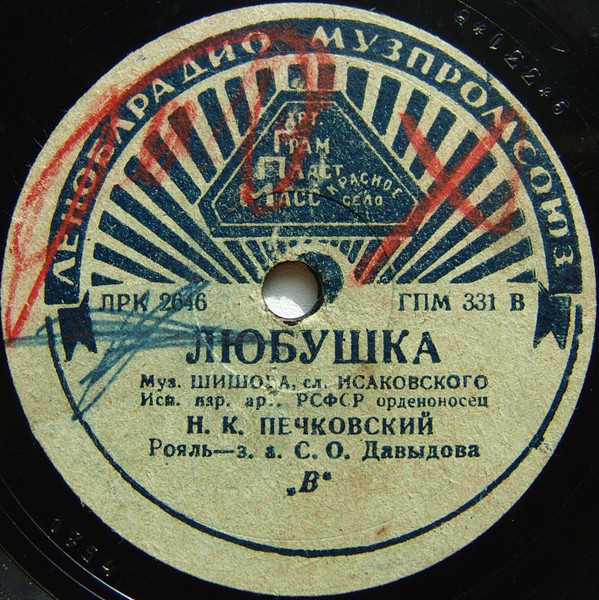 ЛЕНОБЛРАДИО МУЗПРОМСОЮЗ
АРТ.
ГРАМ
ПЛАСТ
МАСС КРАСНОЕ СЕЛО
ЛРК 2646 ГПМ 331 В
ЛЮБУШКА
Муз. ШИШОВА, сл. ИСАКОВСКОГО
Исп. нар. арт. РСФСР орденоносец
Н. К. ПЕЧКОВСКИЙ
Рояль—з. а. С. О. Давыдова
„В“